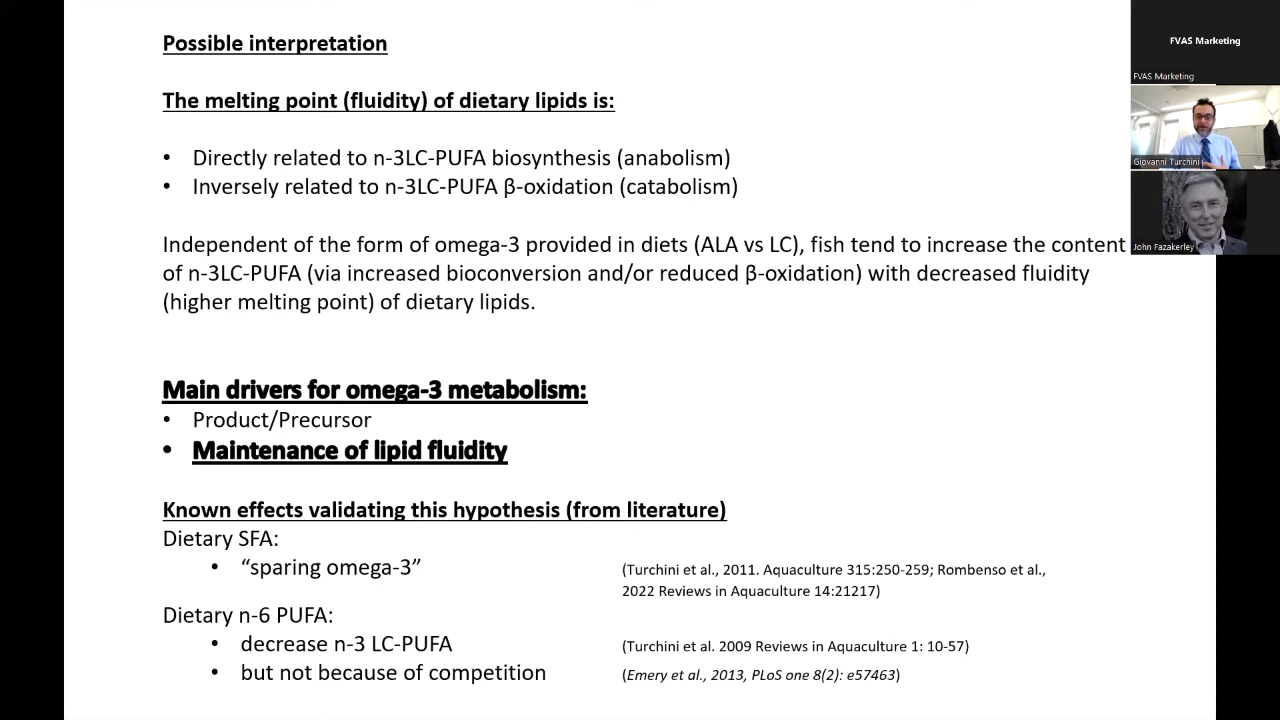 Possible interpretation
The melting point (fluidity) of dietary lipids is:
• Directly related to n-3LC-PUFA biosynthesis (anabolism)
• Inversely related to n-3LC-PUFA β-oxidation (catabolism)
Independent of the form of omega-3 provided in diets (ALA vs LC), fish tend to increase the content
of n-3LC-PUFA (via increased bioconversion and/or reduced β-oxidation) with decreased fluidity
(higher melting point) of dietary lipids.
Main drivers for omega-3 metabolism:
• Product/Precursor
• Maintenance of lipid fluidity
Known effects validating this hypothesis (from literature)
Dietary SFA:
• “sparing omega-3” (Turchini et al., 2011. Aquaculture 315:250-259; Rombenso et al.,
2022 Reviews in Aquaculture 14:21217)
Dietary n-6 PUFA:
• decrease n-3 LC-PUFA (Turchini et al. 2009 Reviews in Aquaculture 1: 10-57)
• but not because of competition (Emery et al., 2013, PLoS one 8(2): e57463)
FVAS Marketing
FVAS Marketing
Giovanni Turchini
John Fazakerley